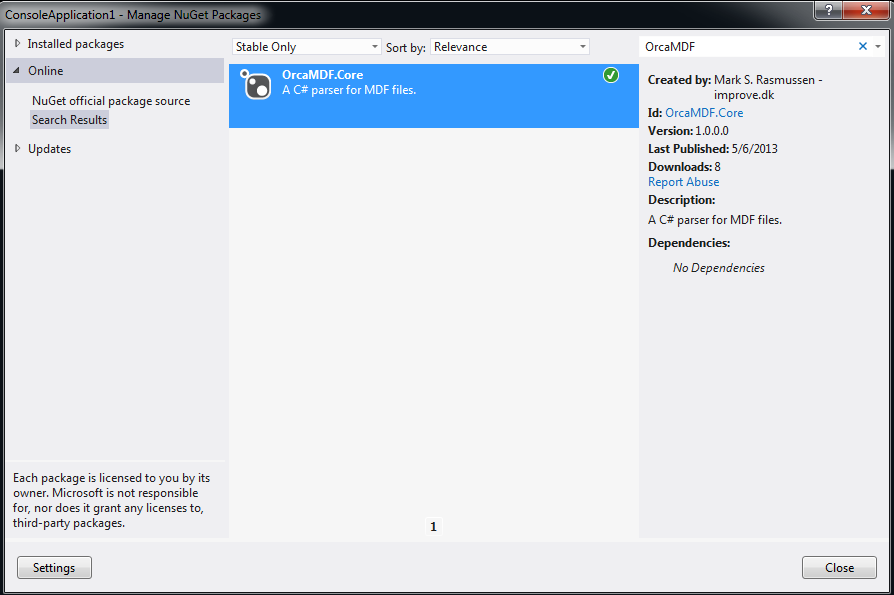 ConsoleApplication1 - Manage NuGet Packages
?
Installed packages
Online
NuGet official package source
Search Results
Updates
Each package is licensed to you by its
owner. Microsoft is not responsible
for, nor does it grant any licenses to,
third-party packages.
Stable Only
Sort by:
Relevance
OrcaMDF.Core
A C# parser for MDF files.
1
OrcaMDF
Created by: Mark S. Rasmussen -
improve.dk
Id: OrcaMDF.Core
Version: 1.0.0.0
Last Published: 5/6/2013
Downloads: 8
Report Abuse
Description:
A C# parser for MDF files.
Dependencies:
No Dependencies
Settings
Close